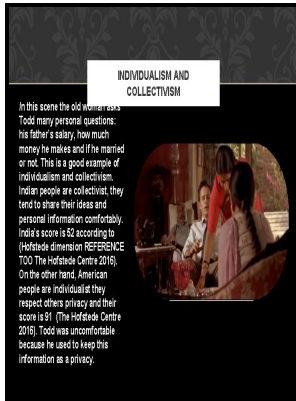 INDIVIDUALISM AND
COLLECTIVISM
In this scene the old woman asks
Todd many personal questions:
his father's salary, how much
money he makes and if he married
or not. This is a good example of
individualism and collectivism.
Indian people are collectivist, they
tend to share their ideas and
personal information comfortably.
India's score is 52 according to
(Hofstede dimension REFERENCE
TOO The Hofstede Centre 2016).
On the other hand, American
people are individualist they
respect others privacy and their
score is 91 (The Hofstede Centre
2016). Todd was uncomfortable
because he used to keep this
information as a privacy.